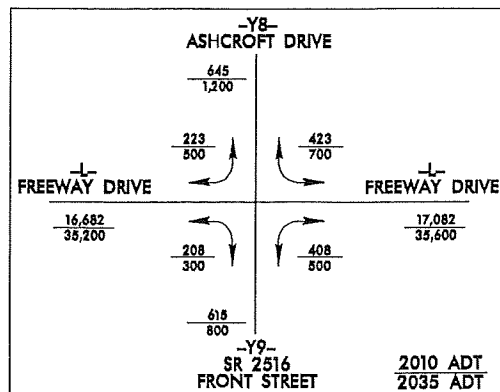 -Y8-
ASHCROFT DRIVE
645
1,200
223
500
423
700
-L-
FREEWAY DRIVE
-L-
FREEWAY DRIVE
16,682
35,200
17,082
35,600
208
300
408
500
615
800
-Y9-
SR 2516
FRONT STREET
2010 ADT
2035 ADT